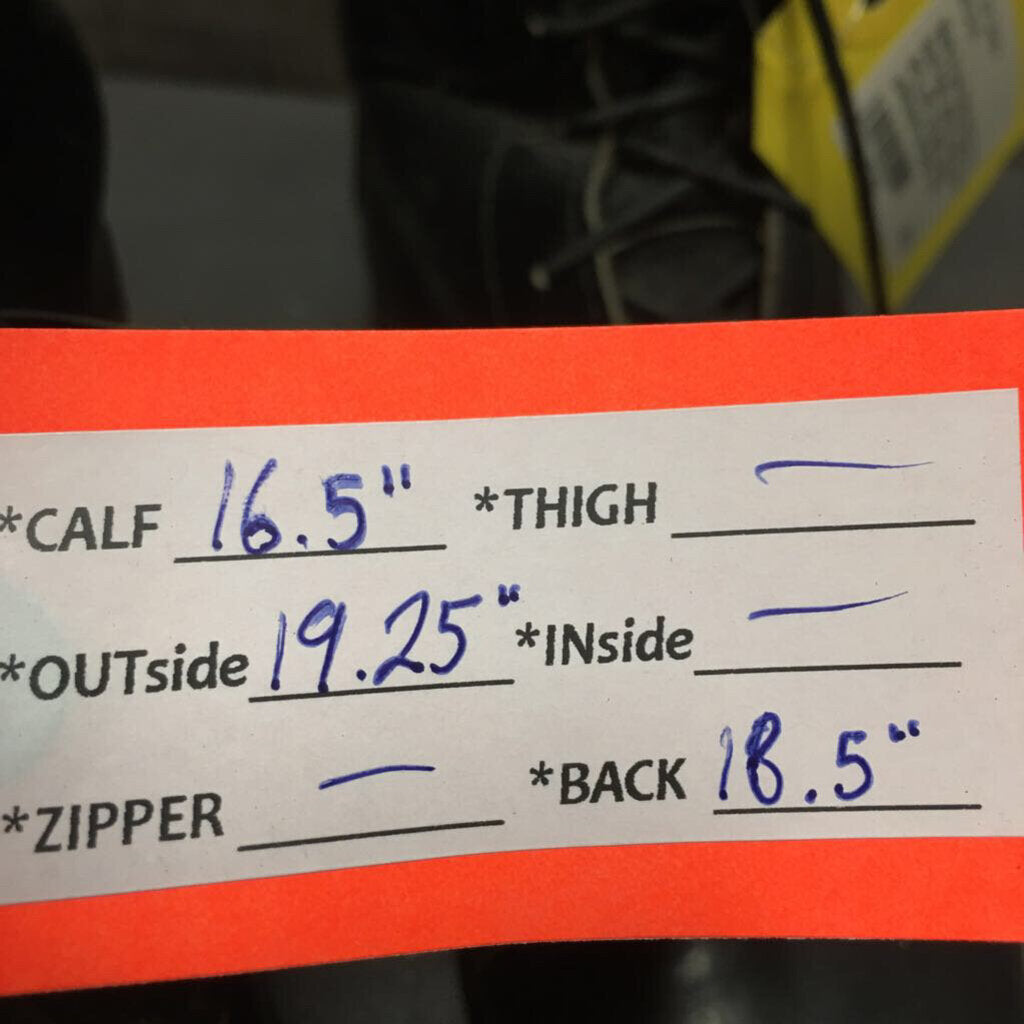 *CALF 16.5" *THIGH —
*OUTside 19.25" *INside —
*ZIPPER — *BACK 18.5"